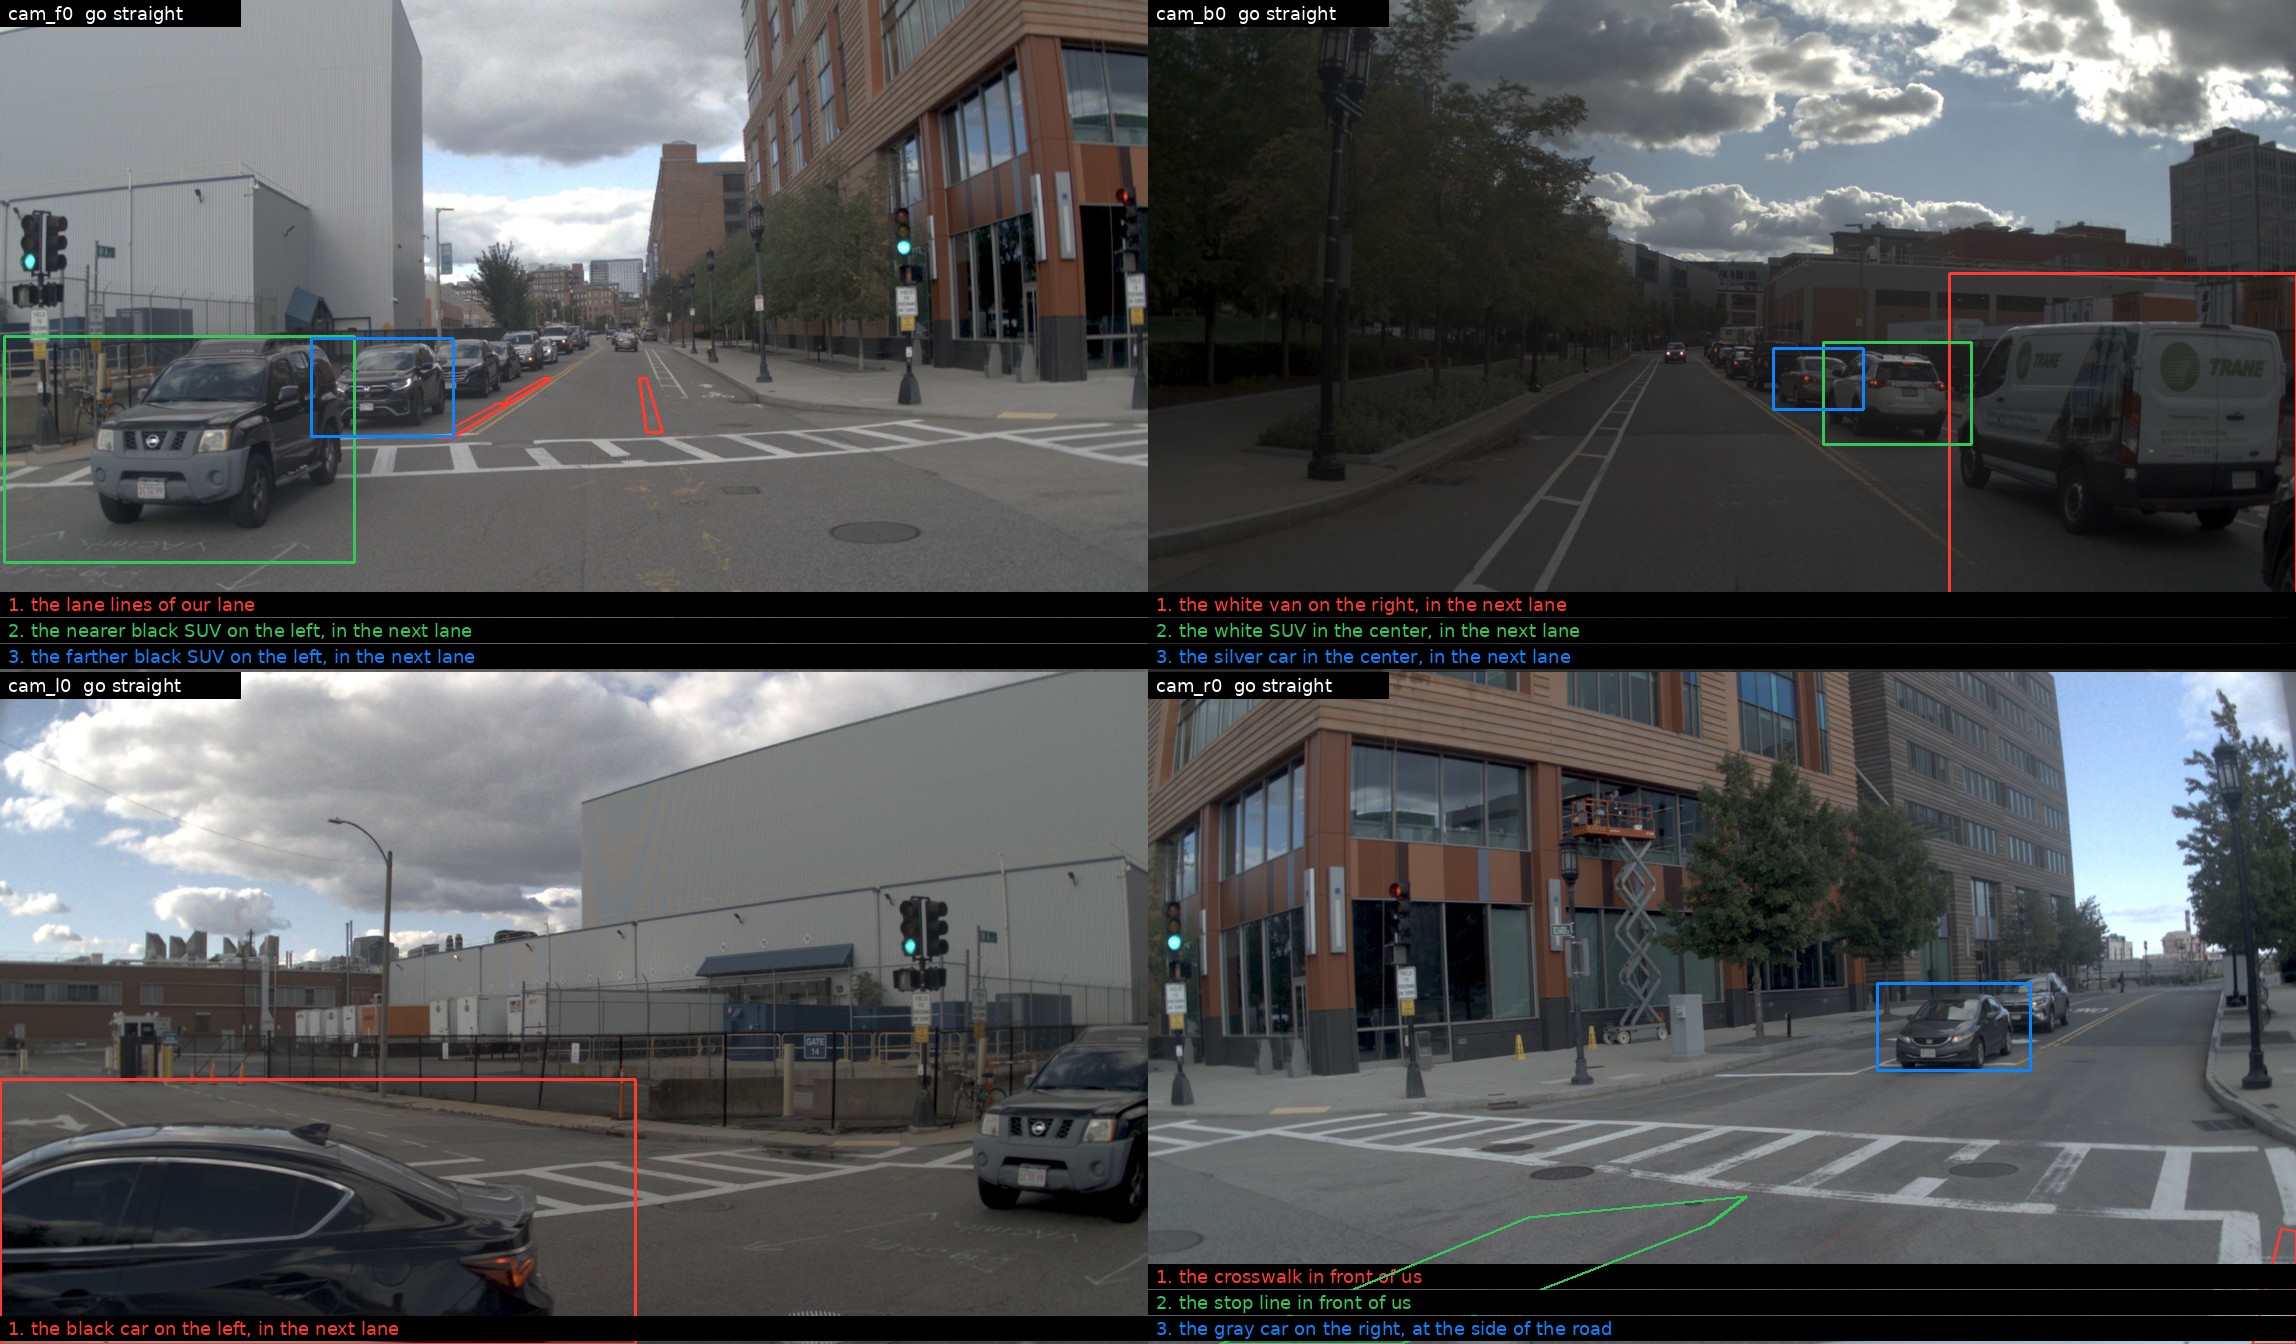 cam_f0 go straight
1. the lane lines of our lane
2. the nearer black SUV on the left, in the next lane
3. the farther black SUV on the left, in the next lane
cam_b0 go straight
TRANE
TRANE
1. the white van on the right, in the next lane
2. the white SUV in the center, in the next lane
3. the silver car in the center, in the next lane
cam_l0 go straight
GATE
14
1. the black car on the left, in the next lane
cam_r0 go straight
1. the crosswalk in front of us
2. the stop line in front of us
3. the gray car on the right, at the side of the road